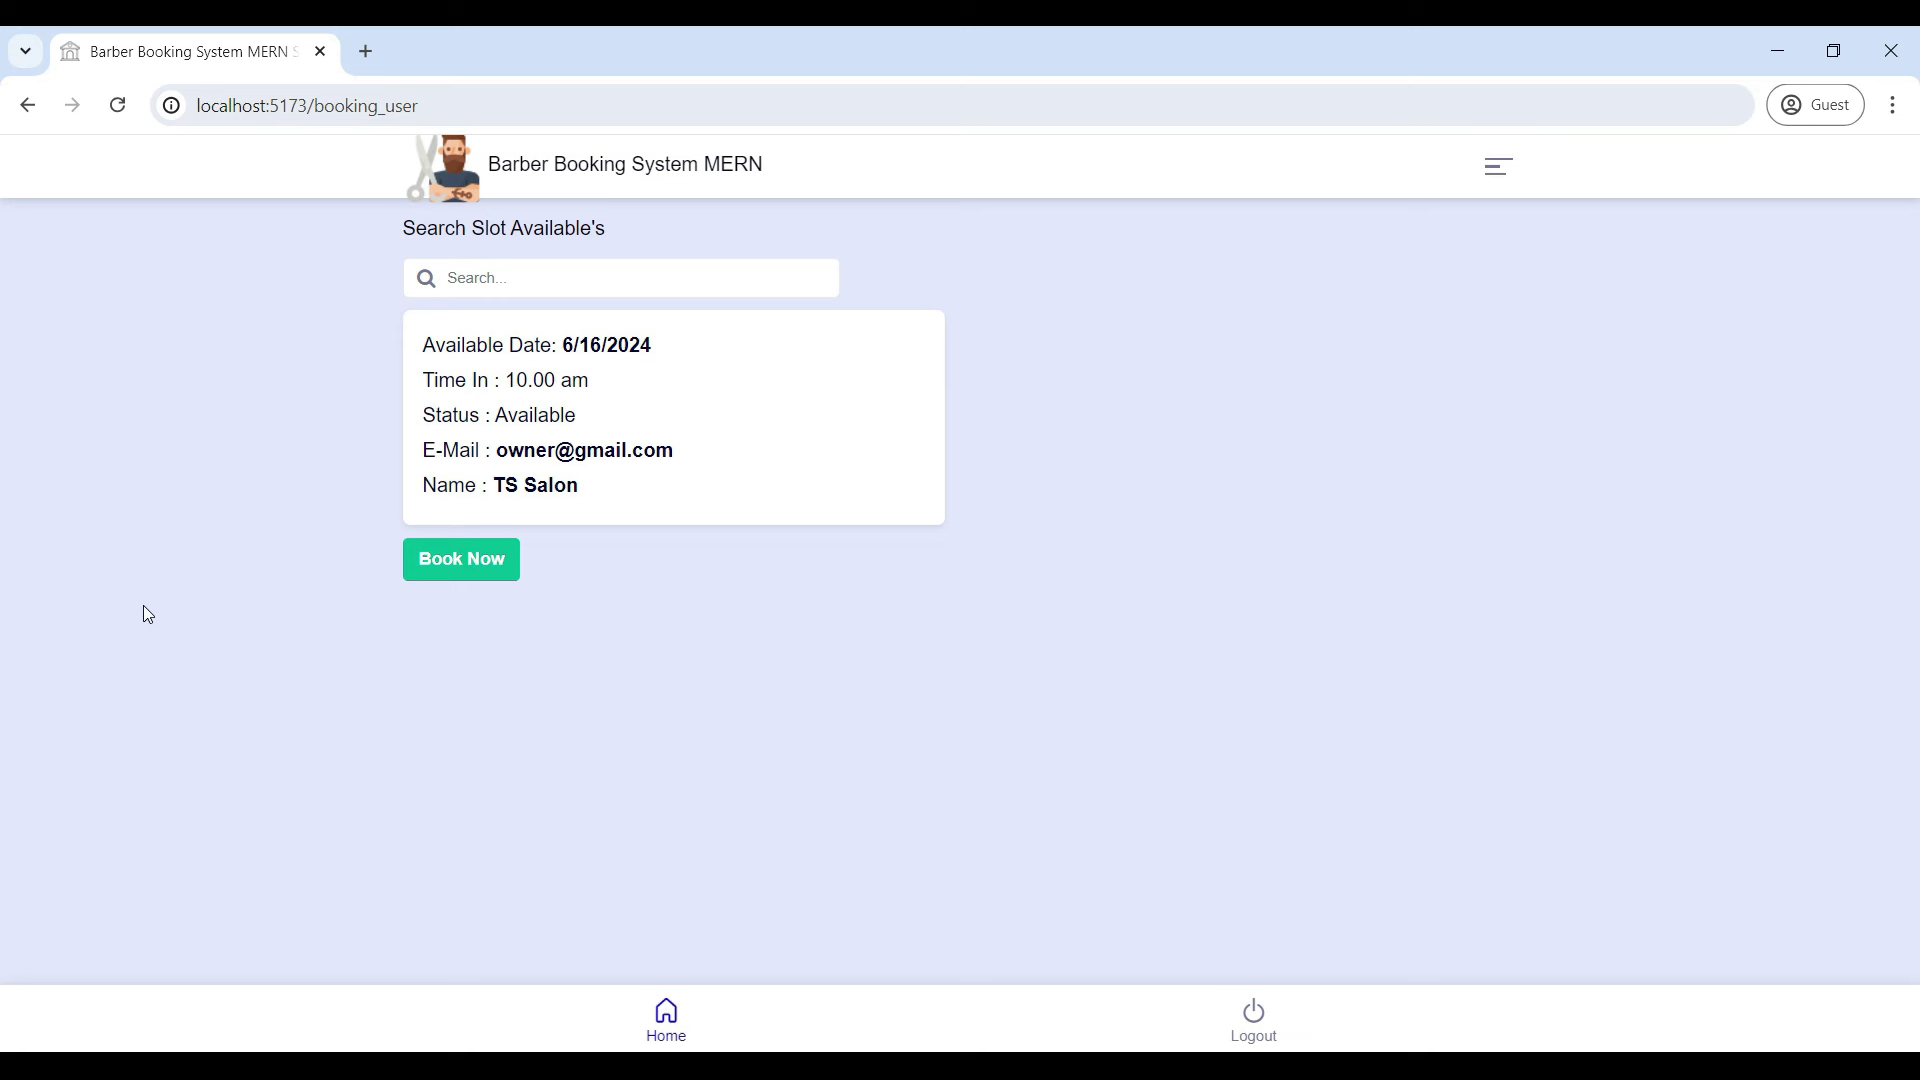 Barber Booking System MERN
localhost:5173/booking_user
Guest
Barber Booking System MERN
Search Slot Available's
Search...
Available Date: 6/16/2024
Time In : 10.00 am
Status : Available
E-Mail : owner@gmail.com
Name : TS Salon
Book Now
Home
Logout